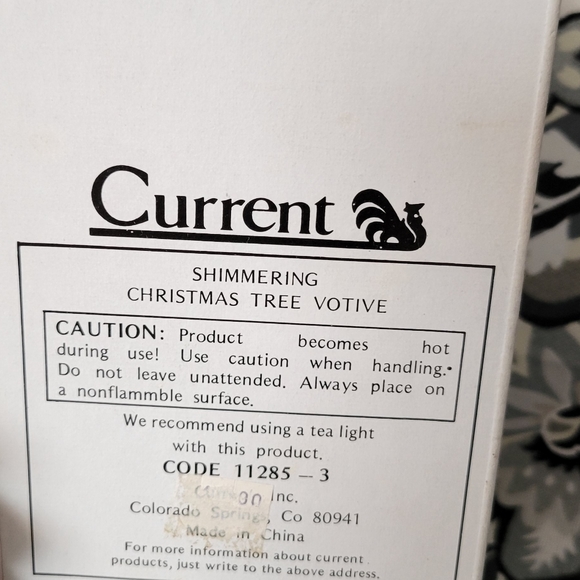 Current
SHIMMERING
CHRISTMAS TREE VOTIVE
CAUTION: Product becomes hot
during use! Use caution when handling.
Do not leave unattended. Always place on
a nonflammble surface.
We recommend using a tea light
with this product.
CODE 11285 – 3
Inc.
Colorado Springs, Co 80941
Made in China
For more information about current
products, just write to the above address.